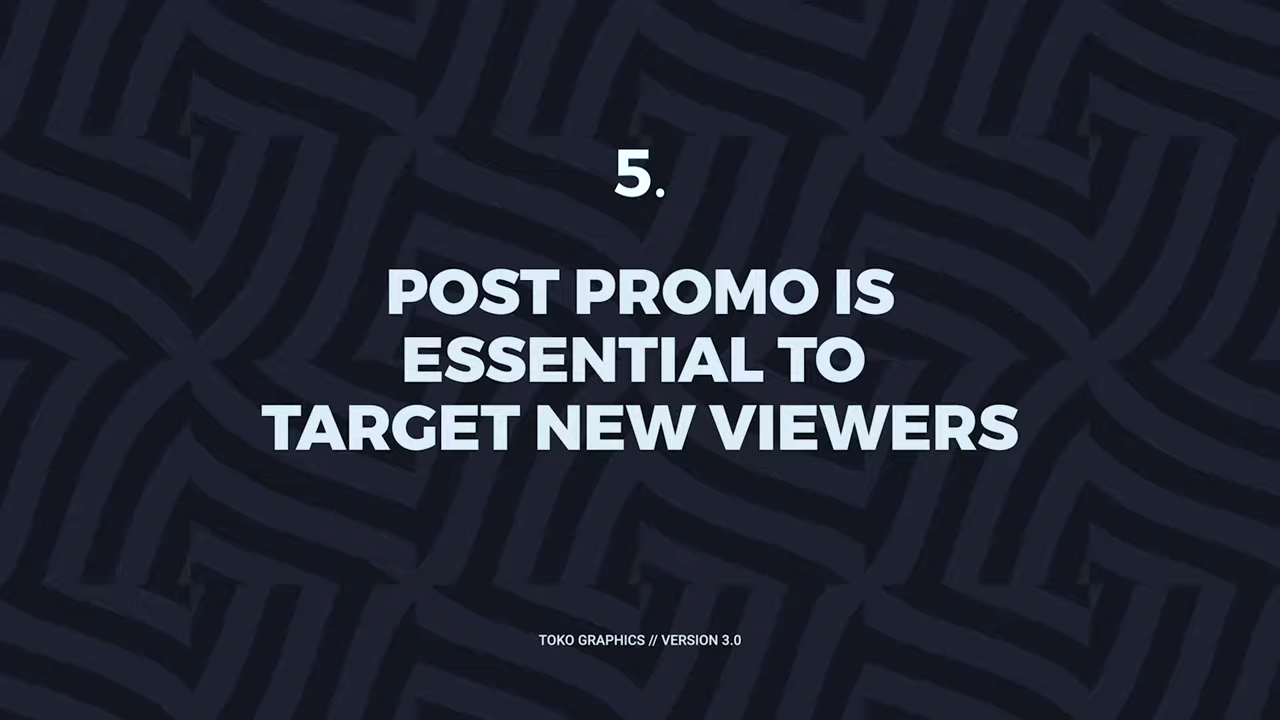 5.
POST PROMO IS
ESSENTIAL TO
TARGET NEW VIEWERS
TOKO GRAPHICS // VERSION 3.0